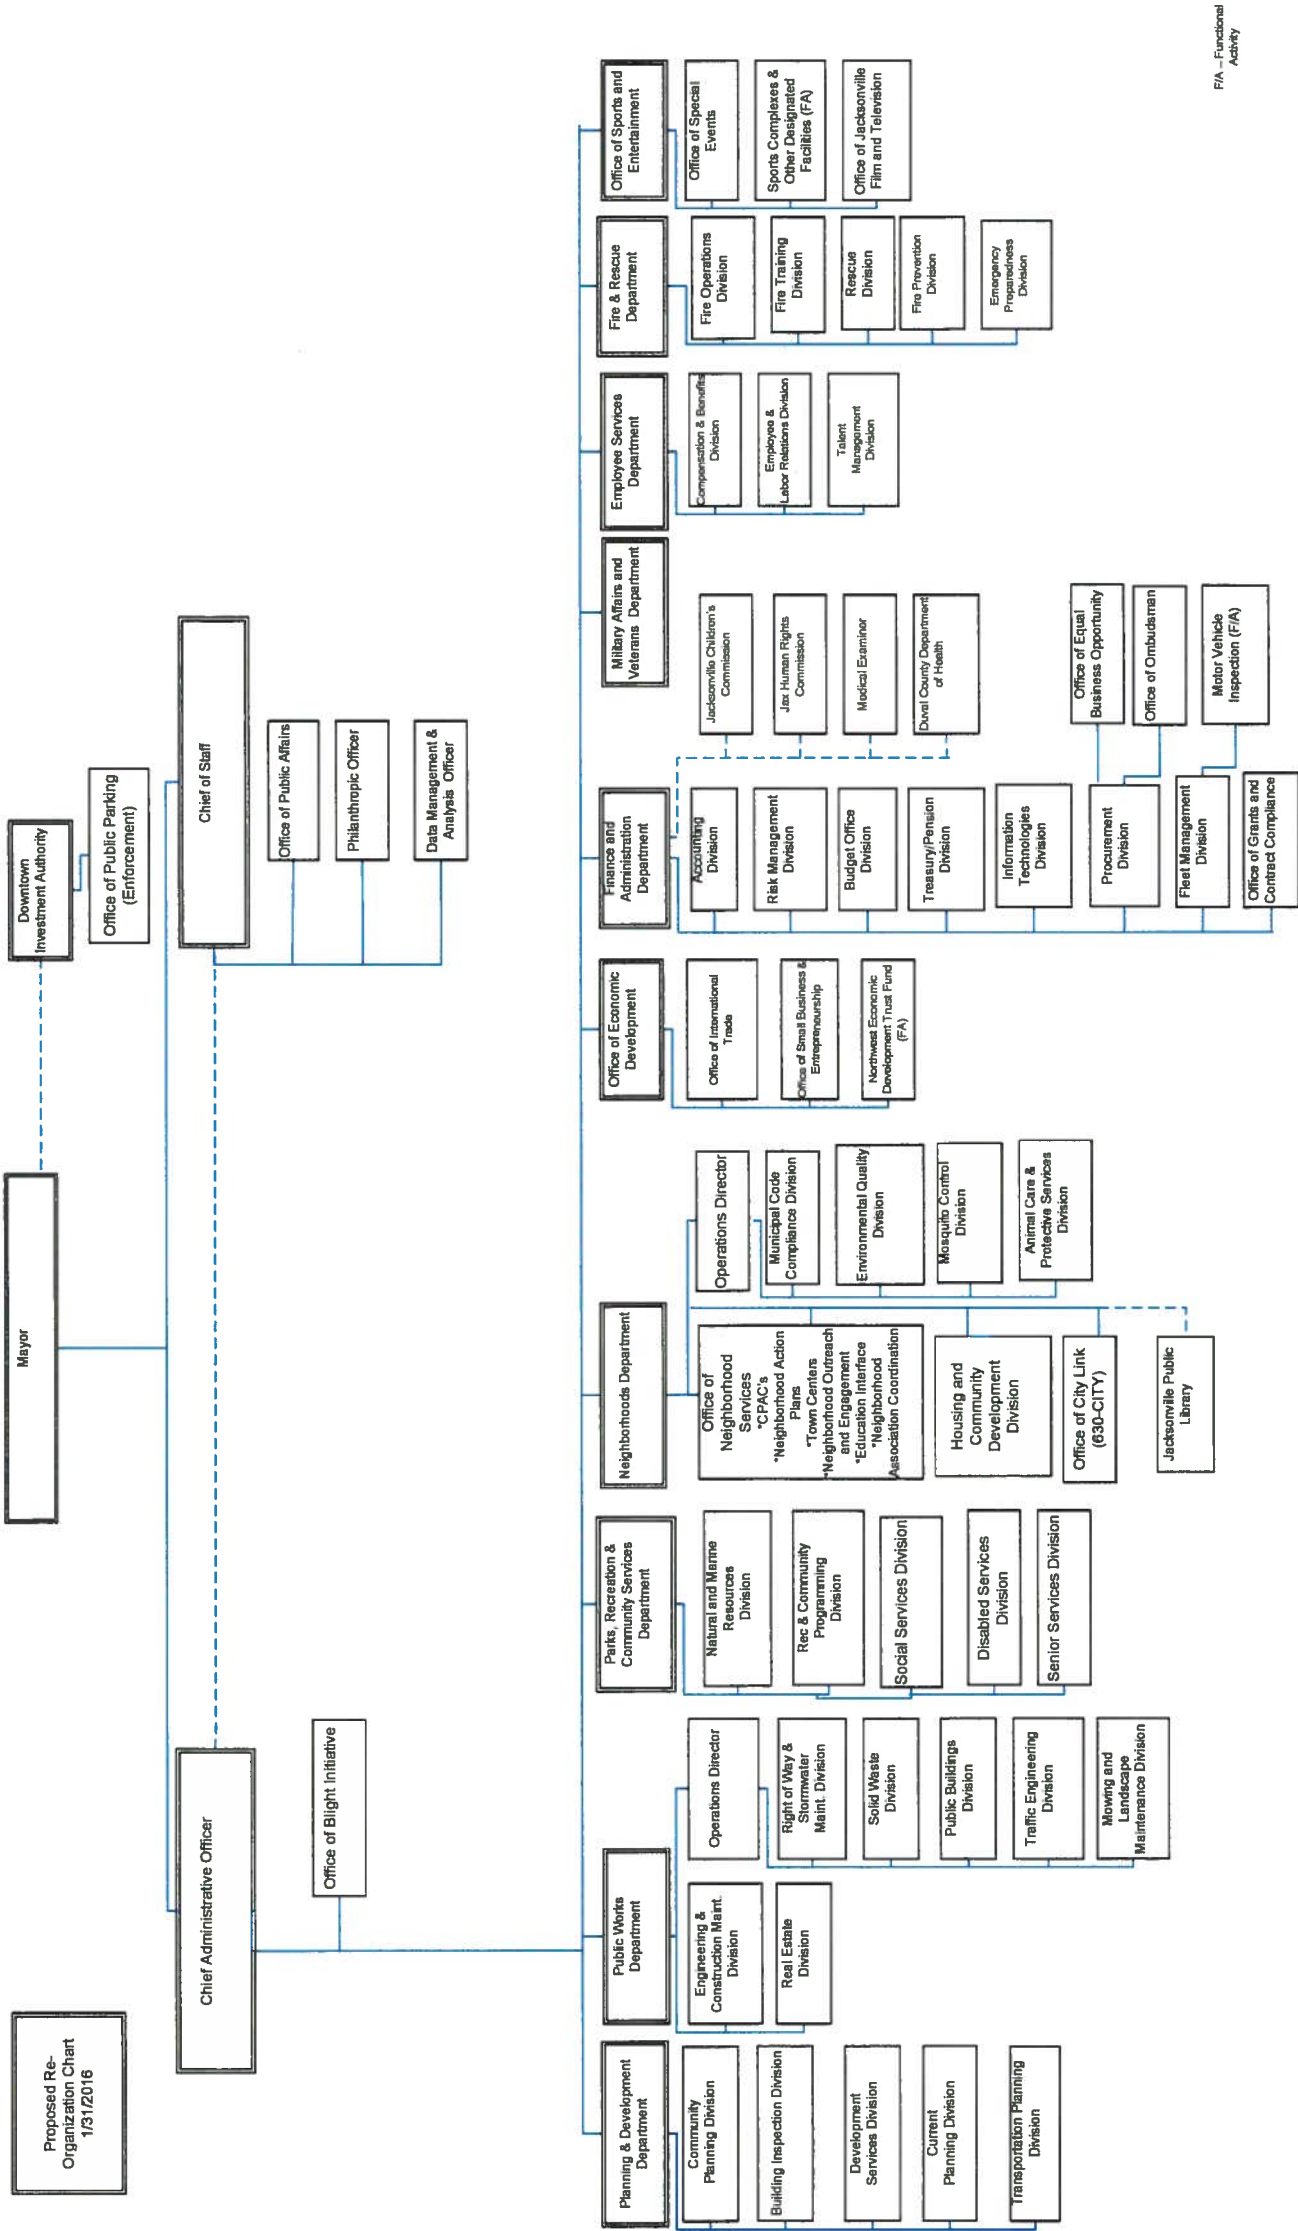 Proposed Re-
Organization Chart
1/31/2016
Mayor
Downtown
Investment Authority
Office of Public Parking
(Enforcement)
Chief Administrative Officer
Chief of Staff
Office of Blight Initiative
Office of Public Affairs
Philanthropic Officer
Data Management &
Analysis Officer
Planning & Development
Department
Community
Planning Division
Building Inspection Division
Development
Services Division
Current
Planning Division
Transportation Planning
Division
Public Works
Department
Engineering &
Construction Maint.
Division
Real Estate
Division
Operations Director
Right of Way &
Stormwater
Maint. Division
Solid Waste
Division
Public Buildings
Division
Traffic Engineering
Division
Mowing and
Landscape
Maintenance Division
Parks, Recreation &
Community Services
Department
Natural and Marine
Resources
Division
Rec & Community
Programming
Division
Social Services Division
Disabled Services
Division
Senior Services Division
Neighborhoods Department
Office of
Neighborhood
Services
*CPAC's
*Neighborhood Action
Plans
*Town Centers
*Neighborhood Outreach
and Engagement
*Education Interface
*Neighborhood
Association Coordination
Housing and
Community
Development
Division
Office of City Link
(630-CITY)
Jacksonville Public
Library
Operations Director
Municipal Code
Compliance Division
Environmental Quality
Division
Mosquito Control
Division
Animal Care &
Protective Services
Division
Office of Economic
Development
Office of International
Trade
Office of Small Business &
Entrepreneurship
Northwest Economic
Development Trust Fund
(FA)
Finance and
Administration
Department
Accounting
Division
Risk Management
Division
Budget Office
Division
Treasury/Pension
Division
Information
Technologies
Division
Procurement
Division
Fleet Management
Division
Office of Grants and
Contract Compliance
Jacksonville Children's
Commission
Jax Human Rights
Commission
Medical Examiner
Duval County Department
of Health
Office of Equal
Business Opportunity
Office of Ombudsman
Motor Vehicle
Inspection (F/A)
Military Affairs and
Veterans Department
Employee Services
Department
Compensation & Benefits
Division
Employee &
Labor Relations Division
Talent
Management
Division
Fire & Rescue
Department
Fire Operations
Division
Fire Training
Division
Rescue
Division
Fire Prevention
Division
Emergency
Preparedness
Division
Office of Sports and
Entertainment
Office of Special
Events
Sports Complexes &
Other Designated
Facilities (FA)
Office of Jacksonville
Film and Television
F/A – Functional
Activity